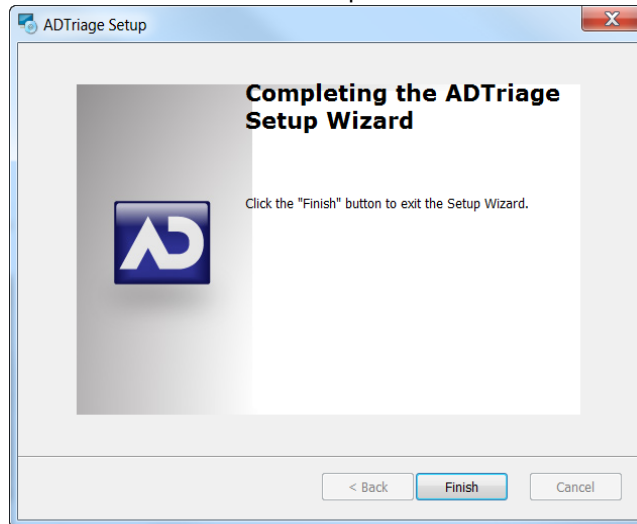 ADTriage Setup
X
Completing the ADTriage
Setup Wizard
Click the "Finish" button to exit the Setup Wizard.
AD
< Back Finish Cancel